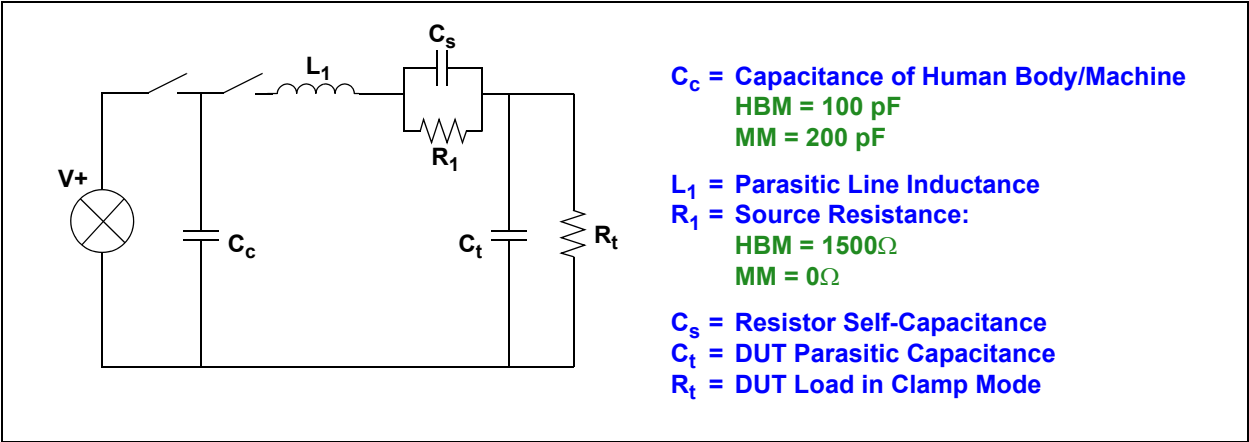 Cs
L1
R1
V+
Cc
Ct
Rt
Cc = Capacitance of Human Body/Machine
HBM = 100 pF
MM = 200 pF
L1 = Parasitic Line Inductance
R1 = Source Resistance:
HBM = 1500Ω
MM = 0Ω
Cs = Resistor Self-Capacitance
Ct = DUT Parasitic Capacitance
Rt = DUT Load in Clamp Mode